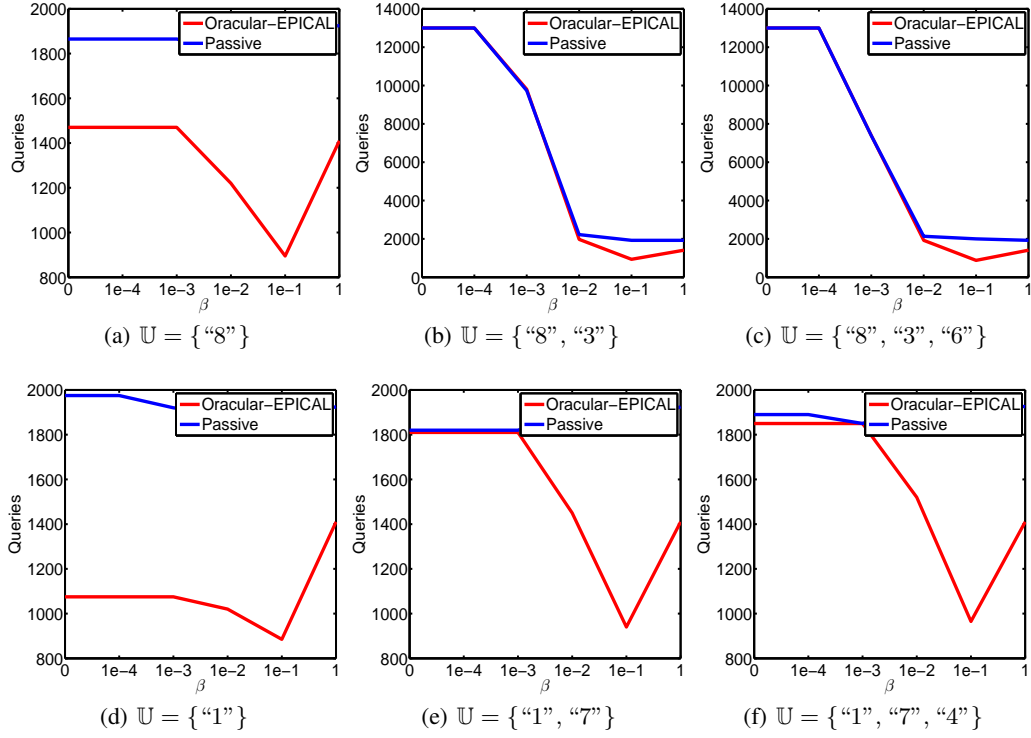 2000
1800
1600
1400
1200
1000
800
Queries
Oracular−EPICAL
Passive
0 1e−4 1e−3 1e−2 1e−1 1
β
(a) 𝕌 = {“8”}
14000
12000
10000
8000
6000
4000
2000
0
Queries
Oracular−EPICAL
Passive
0 1e−4 1e−3 1e−2 1e−1 1
β
(b) 𝕌 = {“8”, “3”}
14000
12000
10000
8000
6000
4000
2000
0
Queries
Oracular−EPICAL
Passive
0 1e−4 1e−3 1e−2 1e−1 1
β
(c) 𝕌 = {“8”, “3”, “6”}
2000
1800
1600
1400
1200
1000
800
Queries
Oracular−EPICAL
Passive
0 1e−4 1e−3 1e−2 1e−1 1
β
(d) 𝕌 = {“1”}
2000
1800
1600
1400
1200
1000
800
Queries
Oracular−EPICAL
Passive
0 1e−4 1e−3 1e−2 1e−1 1
β
(e) 𝕌 = {“1”, “7”}
2000
1800
1600
1400
1200
1000
800
Queries
Oracular−EPICAL
Passive
0 1e−4 1e−3 1e−2 1e−1 1
β
(f) 𝕌 = {“1”, “7”, “4”}